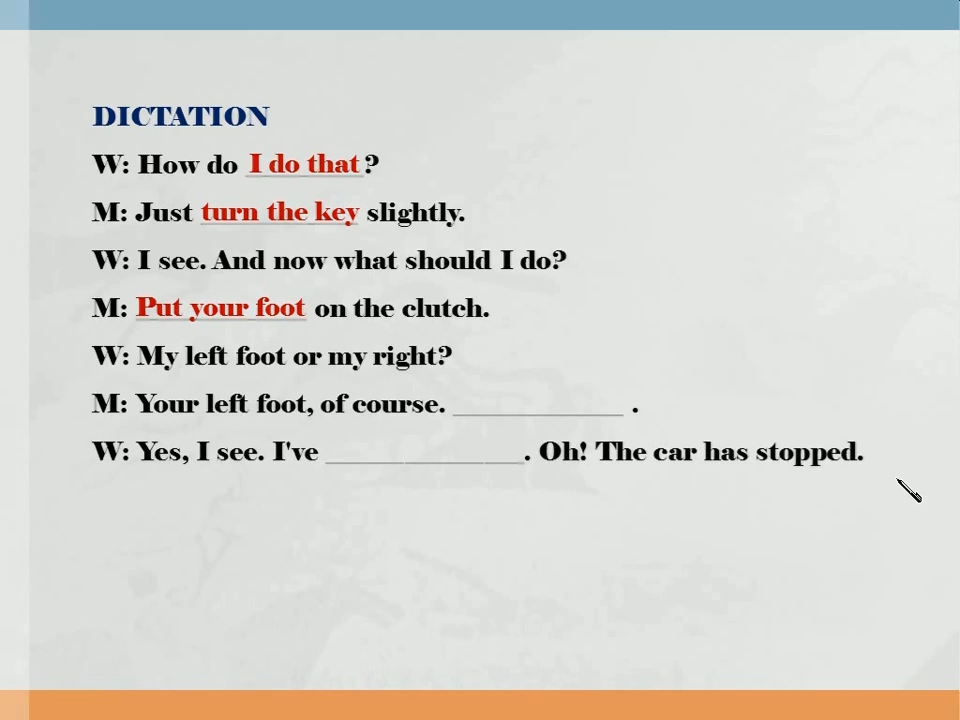 DICTATION
W: How do I do that?
M: Just turn the key slightly.
W: I see. And now what should I do?
M: Put your foot on the clutch.
W: My left foot or my right?
M: Your left foot, of course. ____________ .
W: Yes, I see. I've ______________. Oh! The car has stopped.